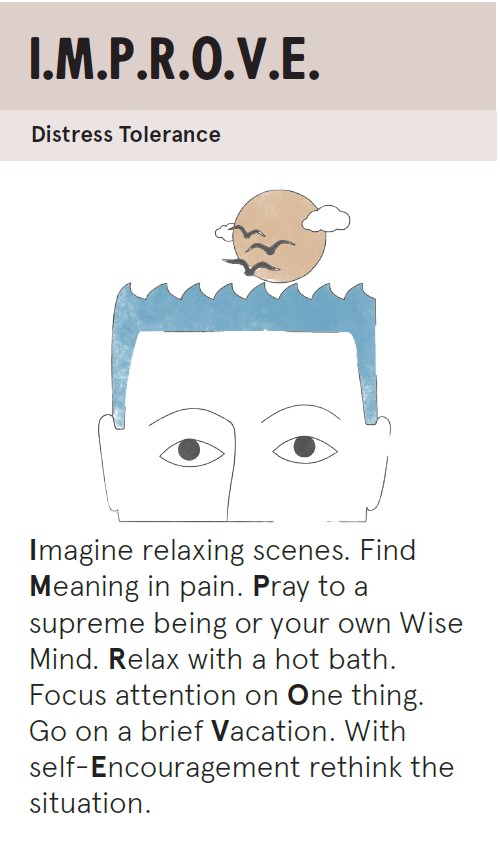 I.M.P.R.O.V.E.
Distress Tolerance
Imagine relaxing scenes. Find
Meaning in pain. Pray to a
supreme being or your own Wise
Mind. Relax with a hot bath.
Focus attention on One thing.
Go on a brief Vacation. With
self-Encouragement rethink the
situation.